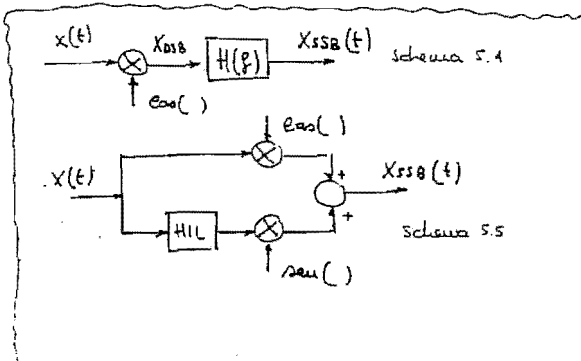 x(t) XDSB H(f) XSSB(t) Schema 5.4
cos( )
cos( )
x(t) + XSSB(t)
HIL + Schema 5.5
sen( )